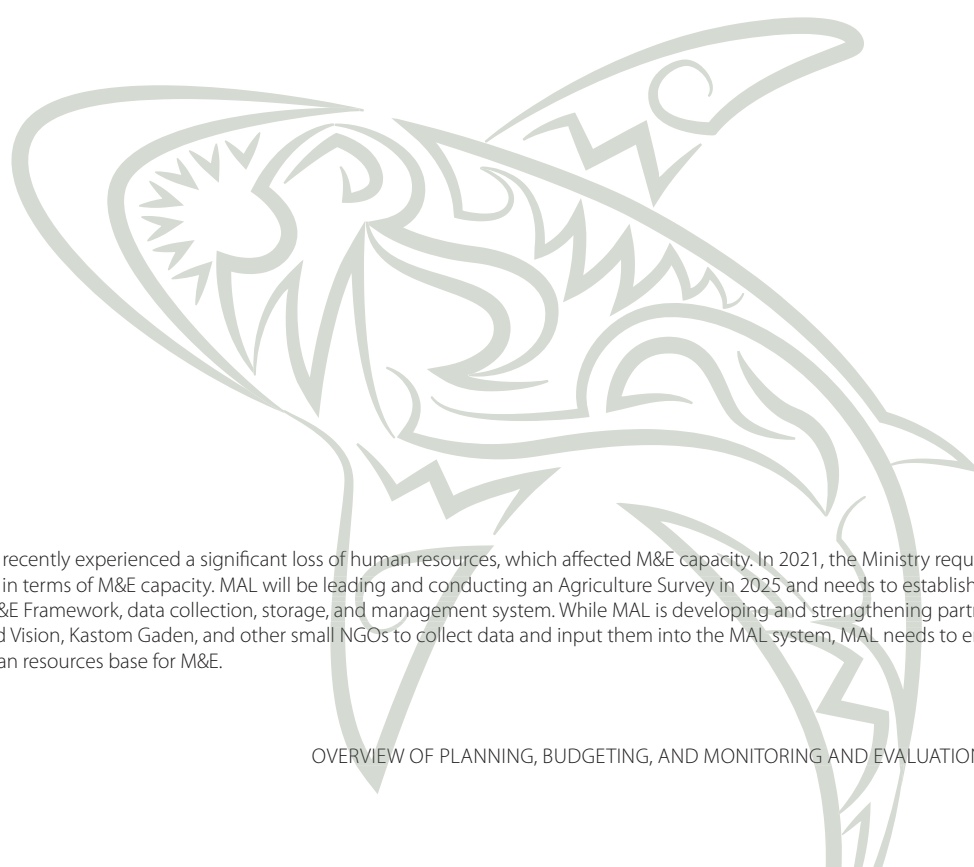 recently experienced a significant loss of human resources, which affected M&E capacity. In 2021, the Ministry
in terms of M&E capacity. MAL will be leading and conducting an Agriculture Survey in 2025 and needs to establish
Framework, data collection, storage, and management system. While MAL is developing and strengthening
Vision, Kastom Gaden, and other small NGOs to collect data and input them into the MAL system, MAL needs to
resources base for M&E.
OVERVIEW OF PLANNING, BUDGETING, AND MONITORING AND EVALUATION